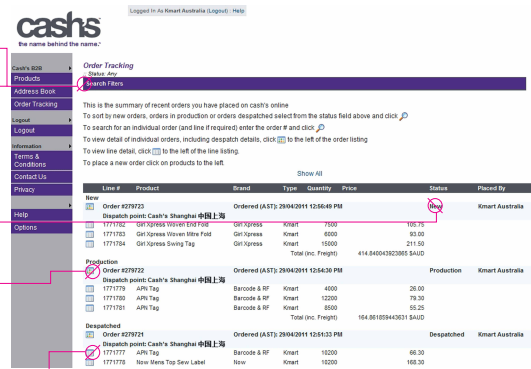 Logged In As Kmart Australia (Logout) : Help
cash's
the name behind the name.
Cash's B2B
Products
Address Book
Order Tracking
Logout
Logout
Information
Terms &
Conditions
Contact Us
Privacy
Help
Options
Order Tracking
Status: Any
Search Filters
This is the summary of recent orders you have placed on cash's online
To sort by new orders, orders in production or orders despatched select from the status field above and click
To search for an individual order (and line if required) enter the order # and click
To view detail of individual orders, including despatch details, click to the left of the order listing
To view line detail, click to the left of the line listing.
To place a new order click on products to the left.
Show All
Line # Product Brand Type Quantity Price Status Placed By
New
Order #279723 Ordered (AST): 29/04/2011 12:56:49 PM New Kmart Australia
Dispatch point: Cash's Shanghai 中国上海
1771782 Girl Xpress Woven End Fold Girl Xpress Kmart 7500 105.75
1771783 Girl Xpress Woven Mitre Fold Girl Xpress Kmart 6000 93.00
1771784 Girl Xpress Swing Tag Girl Xpress Kmart 15000 211.50
Total (inc. Freight) 414.840043923865 $AUD
Production
Order #279722 Ordered (AST): 29/04/2011 12:54:30 PM Production Kmart Australia
Dispatch point: Cash's Shanghai 中国上海
1771779 APN Tag Barcode & RF Kmart 4000 26.00
1771780 APN Tag Barcode & RF Kmart 12200 79.30
1771781 APN Tag Barcode & RF Kmart 8500 55.25
Total (inc. Freight) 164.861859443631 $AUD
Despatched
Order #279721 Ordered (AST): 29/04/2011 12:51:33 PM Despatched Kmart Australia
Dispatch point: Cash's Shanghai 中国上海
1771777 APN Tag Barcode & RF Kmart 10200 66.30
1771778 Now Mens Top Sew Label Now Kmart 10200 168.30